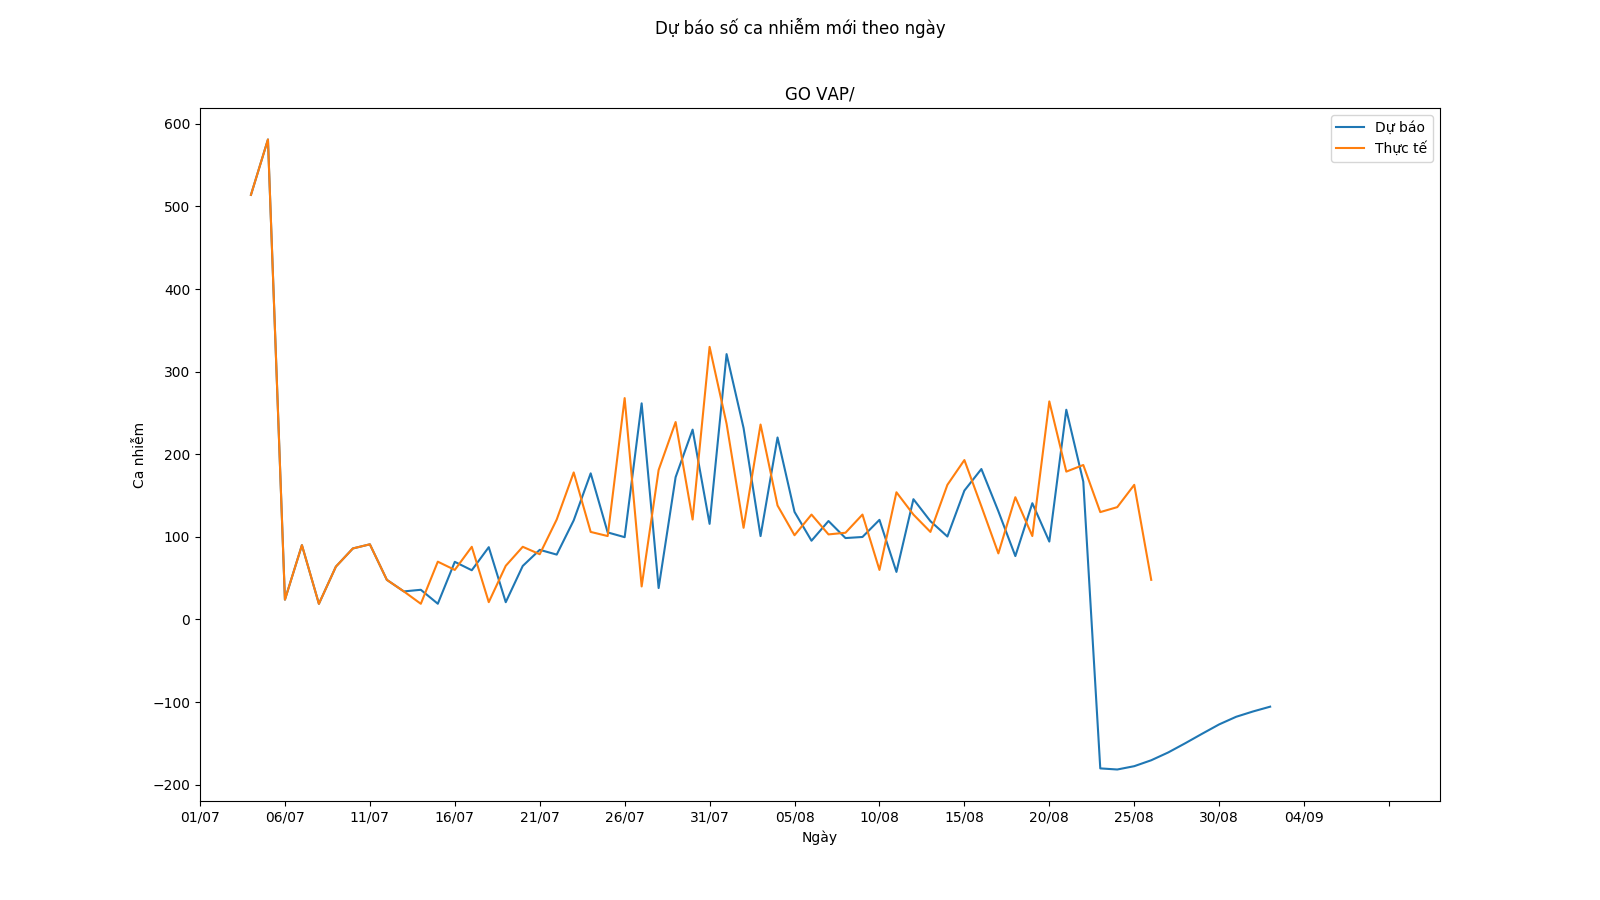 Dự báo số ca nhiễm mới theo ngày
GO VAP/
Dự báo
Thực tế
600
500
400
300
200
100
0
−100
−200
Ca nhiễm
01/07 06/07 11/07 16/07 21/07 26/07 31/07 05/08 10/08 15/08 20/08 25/08 30/08 04/09
Ngày